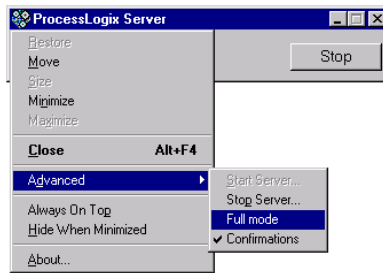 ProcessLogix Server
Restore
Move
Size
Minimize
Maximize
Close Alt+F4
Advanced
Always On Top
Hide When Minimized
About...
Stop
Start Server...
Stop Server...
Full mode
Confirmations